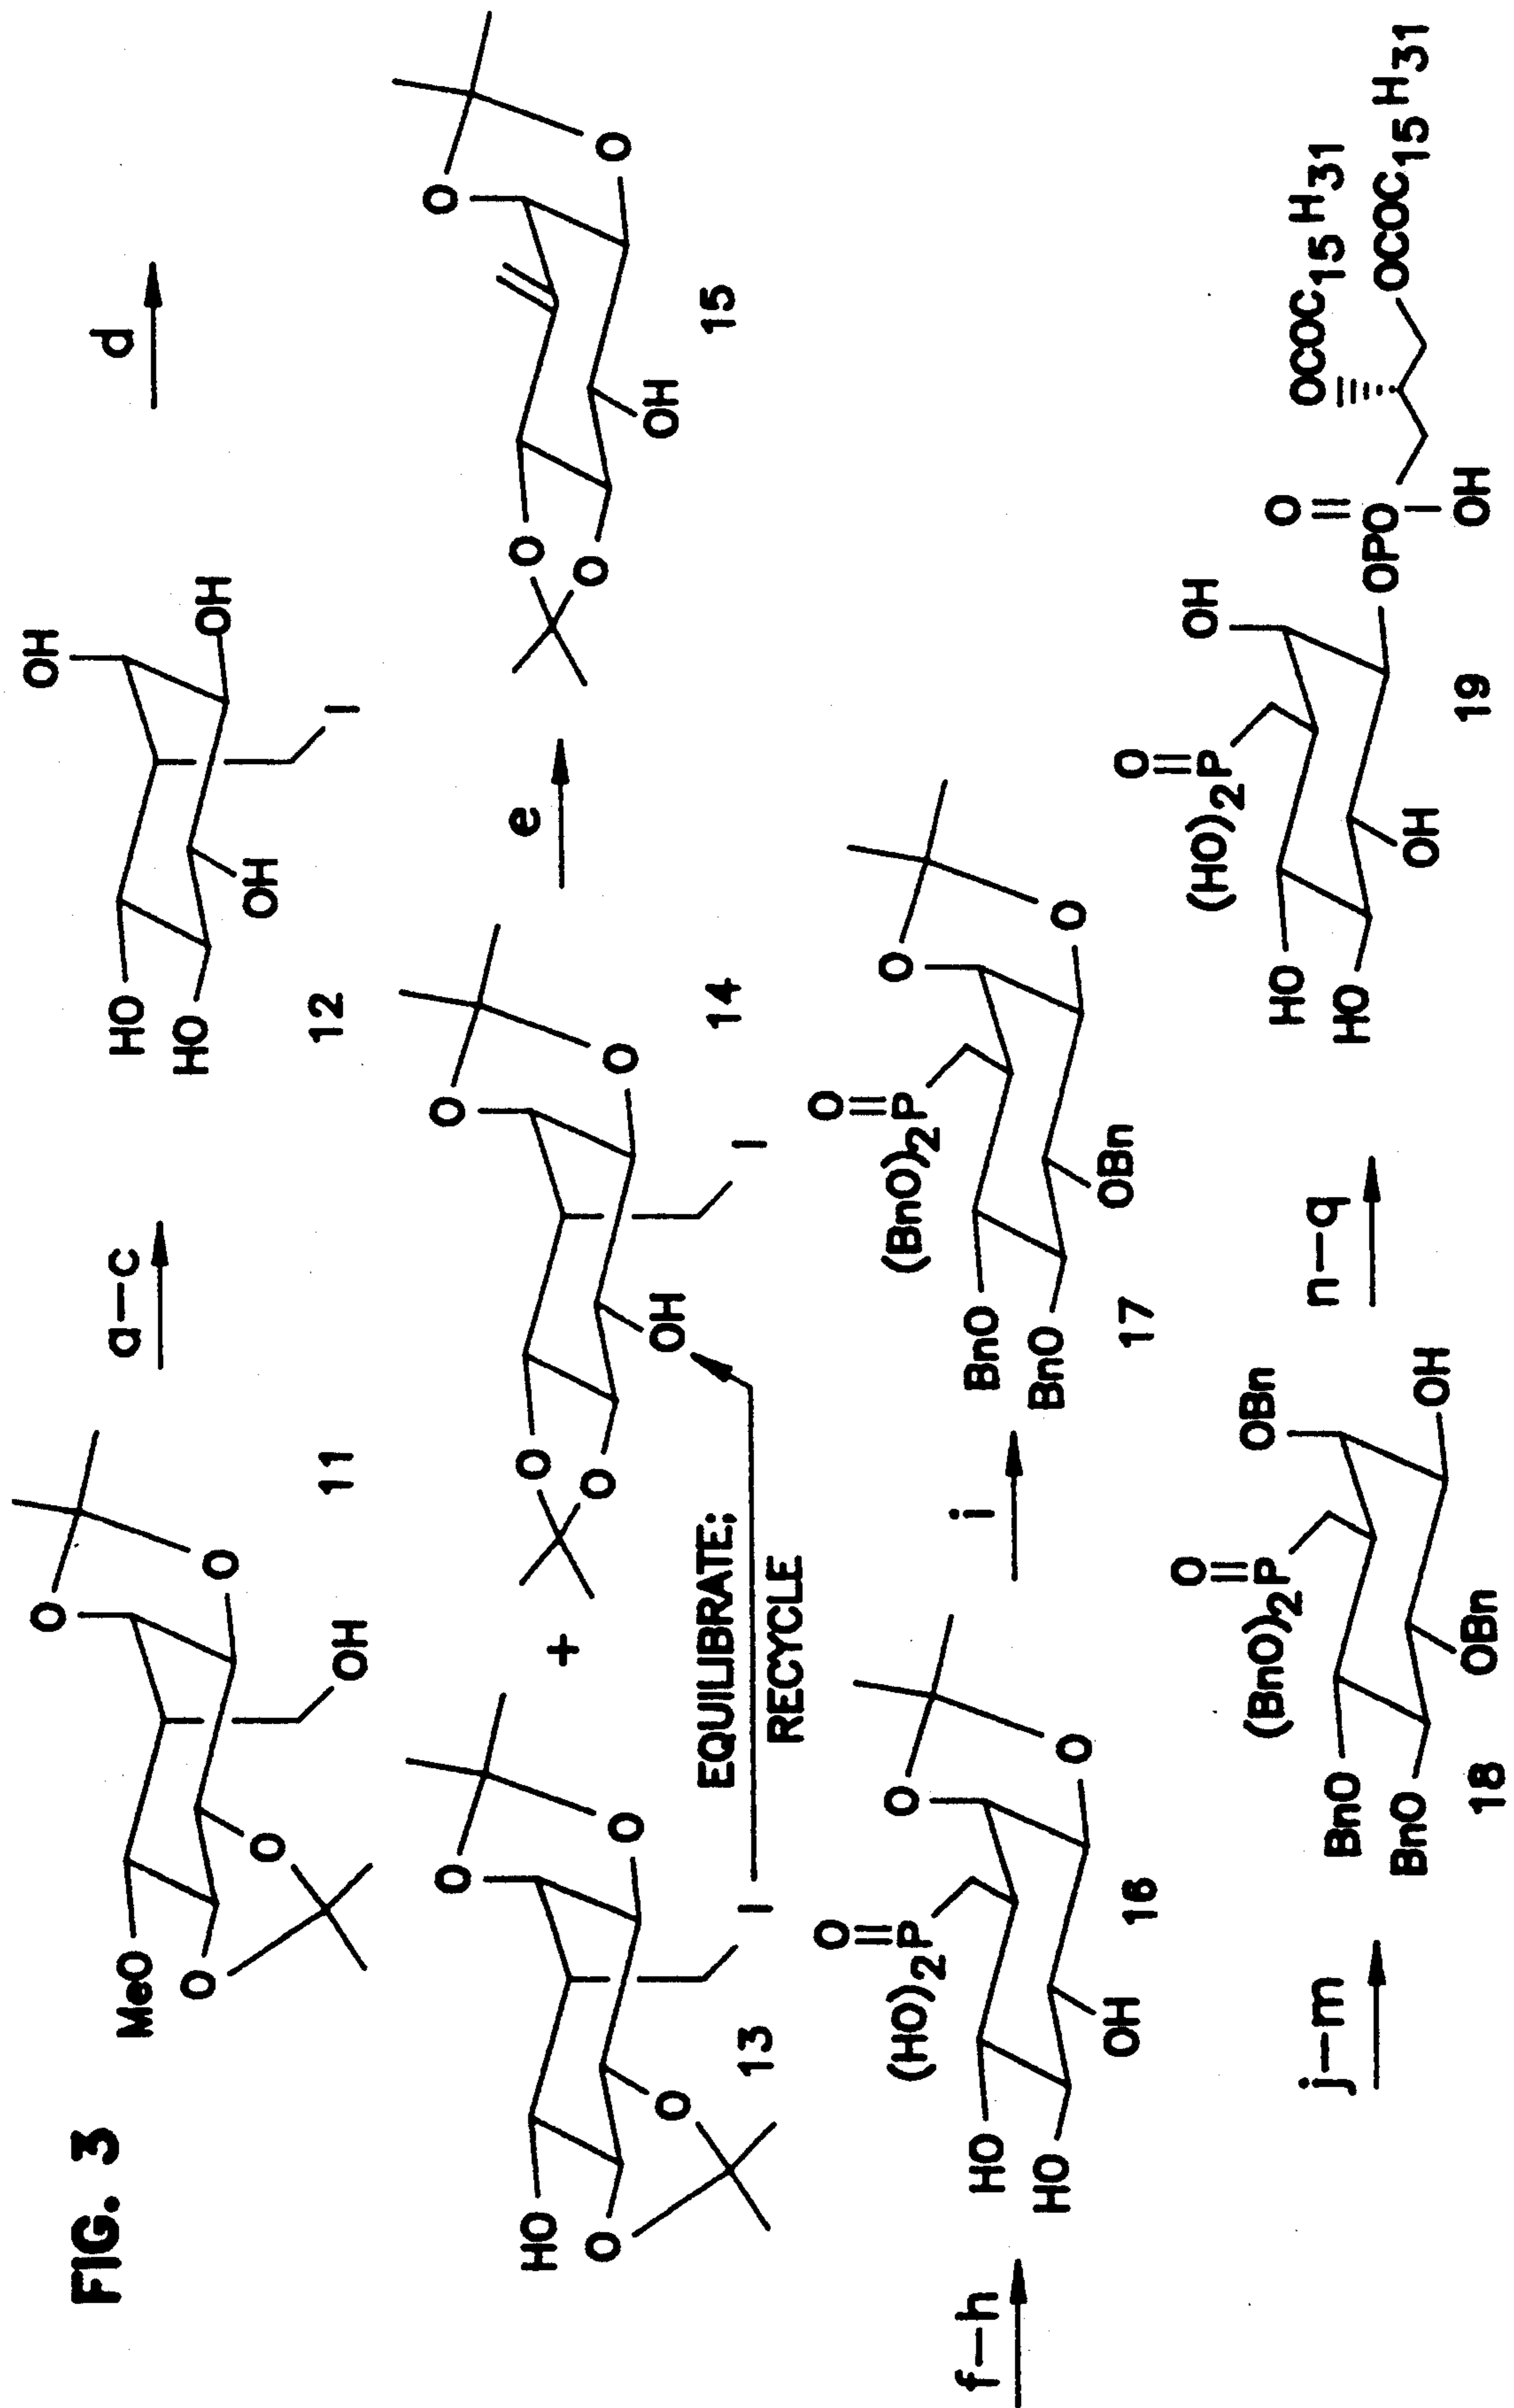 FIG. 3
MeO
O
O
O
O
OH
11
a-c
HO
HO
OH
OH
OH
I
12
d
HO
O
O
O
O
I
13
+
O
O
OH
O
O
I
14
EQUILIBRATE;
RECYCLE
e
O
O
OH
O
O
15
f-h
HO
HO
OH
(HO)2P
O
O
O
16
i
BnO
BnO
OBn
(BnO)2P
O
O
O
17
j-m
BnO
BnO
OBn
(BnO)2P
O
OBn
OH
18
n-q
HO
HO
OH
(HO)2P
O
OH
OPO
O
OH
OCOC15H31
OCOC15H31
19